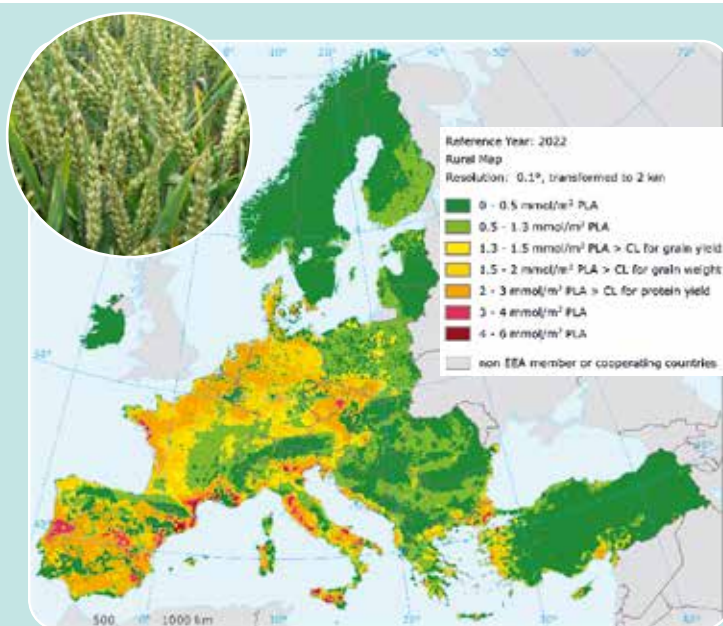 Reference Year: 2022
Rural Map
Resolution: 0.1°, transformed to 2 km
0 - 0.5 mmol/m² PLA
0.5 - 1.3 mmol/m² PLA
1.3 - 1.5 mmol/m² PLA > CL for grain yield
1.5 - 2 mmol/m² PLA > CL for grain weight
2 - 3 mmol/m² PLA > CL for protein yield
3 - 4 mmol/m² PLA
4 - 6 mmol/m² PLA
non EEA member or cooperating countries
500
1000 km